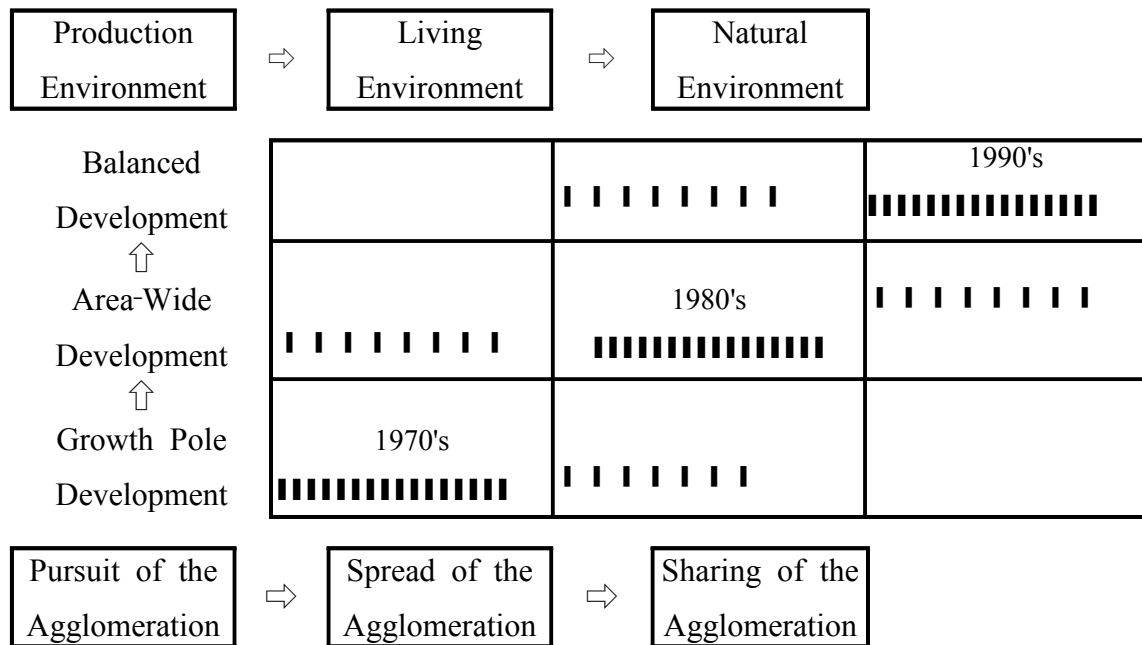 Production
Environment
⇨
Living
Environment
⇨
Natural
Environment
Balanced
Development
⇧
Area-Wide
Development
⇧
Growth Pole
Development
1990's
1980's
1970's
Pursuit of the
Agglomeration
⇨
Spread of the
Agglomeration
⇨
Sharing of the
Agglomeration